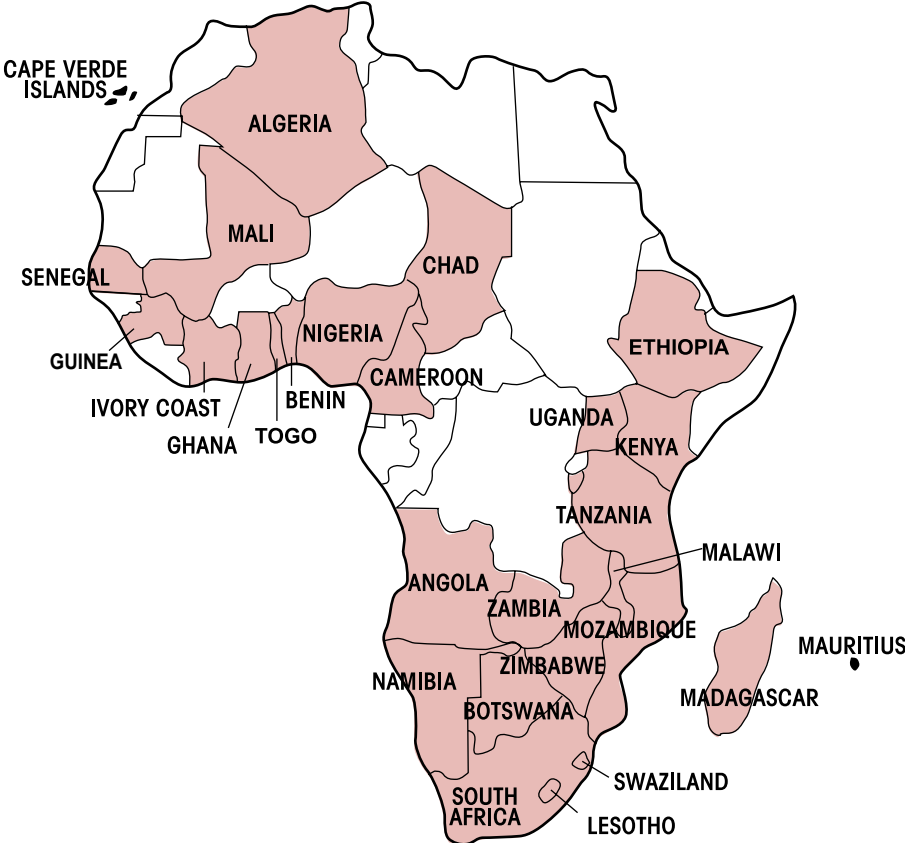 CAPE VERDE
ISLANDS
ALGERIA
MALI
CHAD
SENEGAL
NIGERIA
ETHIOPIA
GUINEA
CAMEROON
IVORY COAST
BENIN
UGANDA
GHANA
TOGO
KENYA
TANZANIA
MALAWI
ANGOLA
ZAMBIA
MOZAMBIQUE
MAURITIUS
ZIMBABWE
NAMIBIA
MADAGASCAR
BOTSWANA
SWAZILAND
SOUTH
AFRICA
LESOTHO